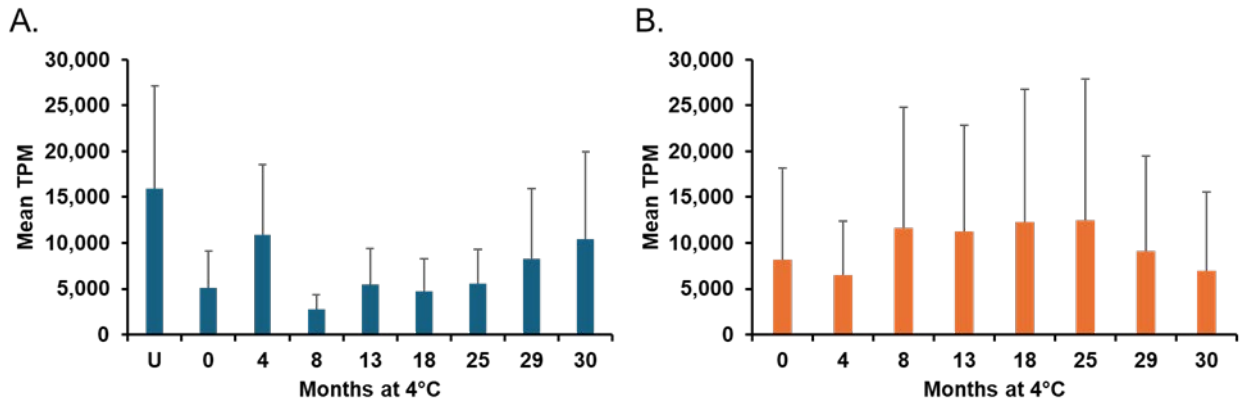 A.
Mean TPM
30,000
25,000
20,000
15,000
10,000
5,000
0
U 0 4 8 13 18 25 29 30
Months at 4°C
B.
Mean TPM
30,000
25,000
20,000
15,000
10,000
5,000
0
0 4 8 13 18 25 29 30
Months at 4°C